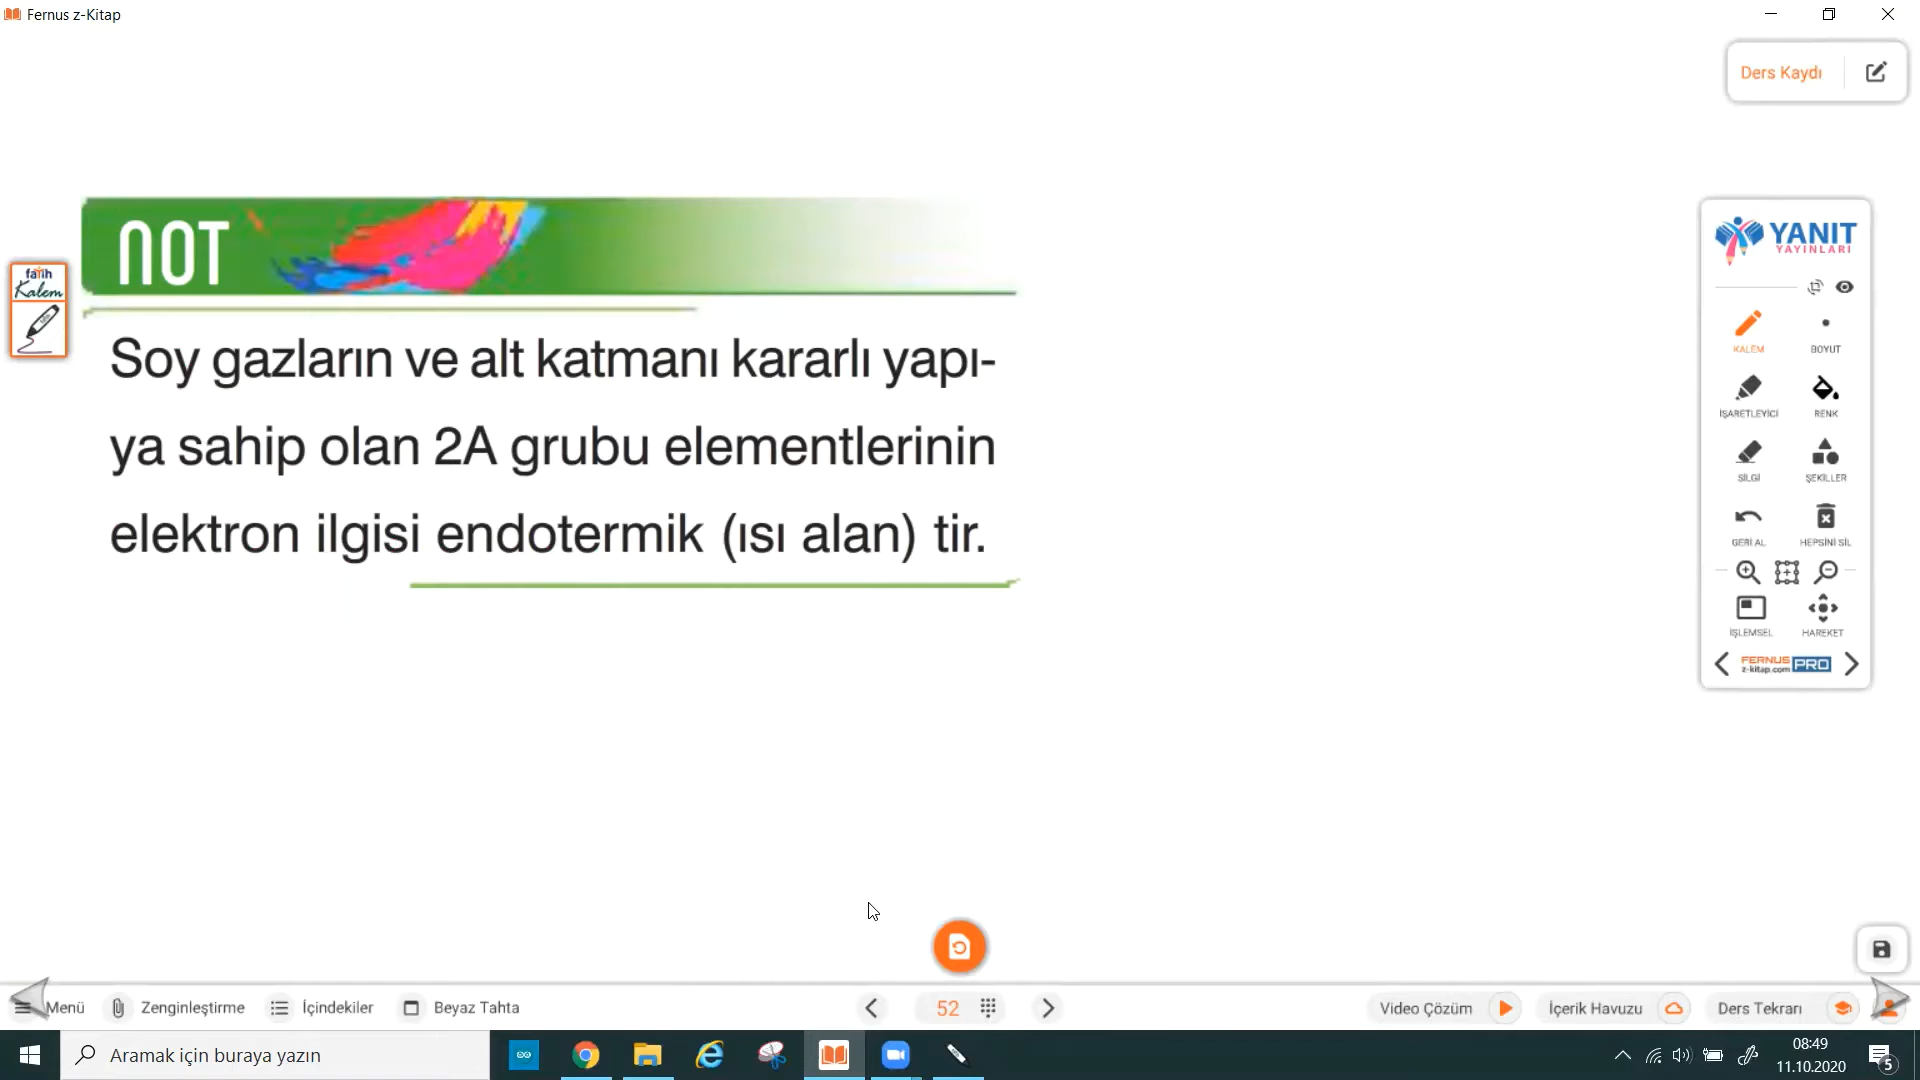 Fernus z-Kitap
Ders Kaydı
NOT
YANIT
YAYINLARI
fatih
Kalem
Soy gazların ve alt katmanı kararlı yapı-
ya sahip olan 2A grubu elementlerinin
elektron ilgisi endotermik (ısı alan) tir.
KALEM
BOYUT
İŞARETLEYİCİ
RENK
SİLGİ
ŞEKİLLER
GERİ AL
HEPSİNİ SİL
İŞLEMSEL
HAREKET
FERNUS
z-kitap.com
PRO
Menü
Zenginleştirme
İçindekiler
Beyaz Tahta
52
Video Çözüm
İçerik Havuzu
Ders Tekrarı
Aramak için buraya yazın
08:49
11.10.2020
5